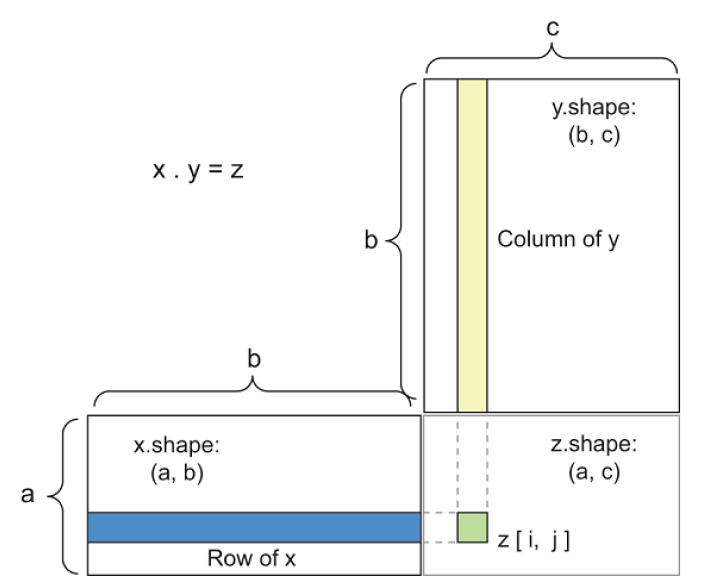 c
y.shape:
(b, c)
x . y = z
b
Column of y
b
x.shape:
(a, b)
z.shape:
(a, c)
a
z [ i, j ]
Row of x